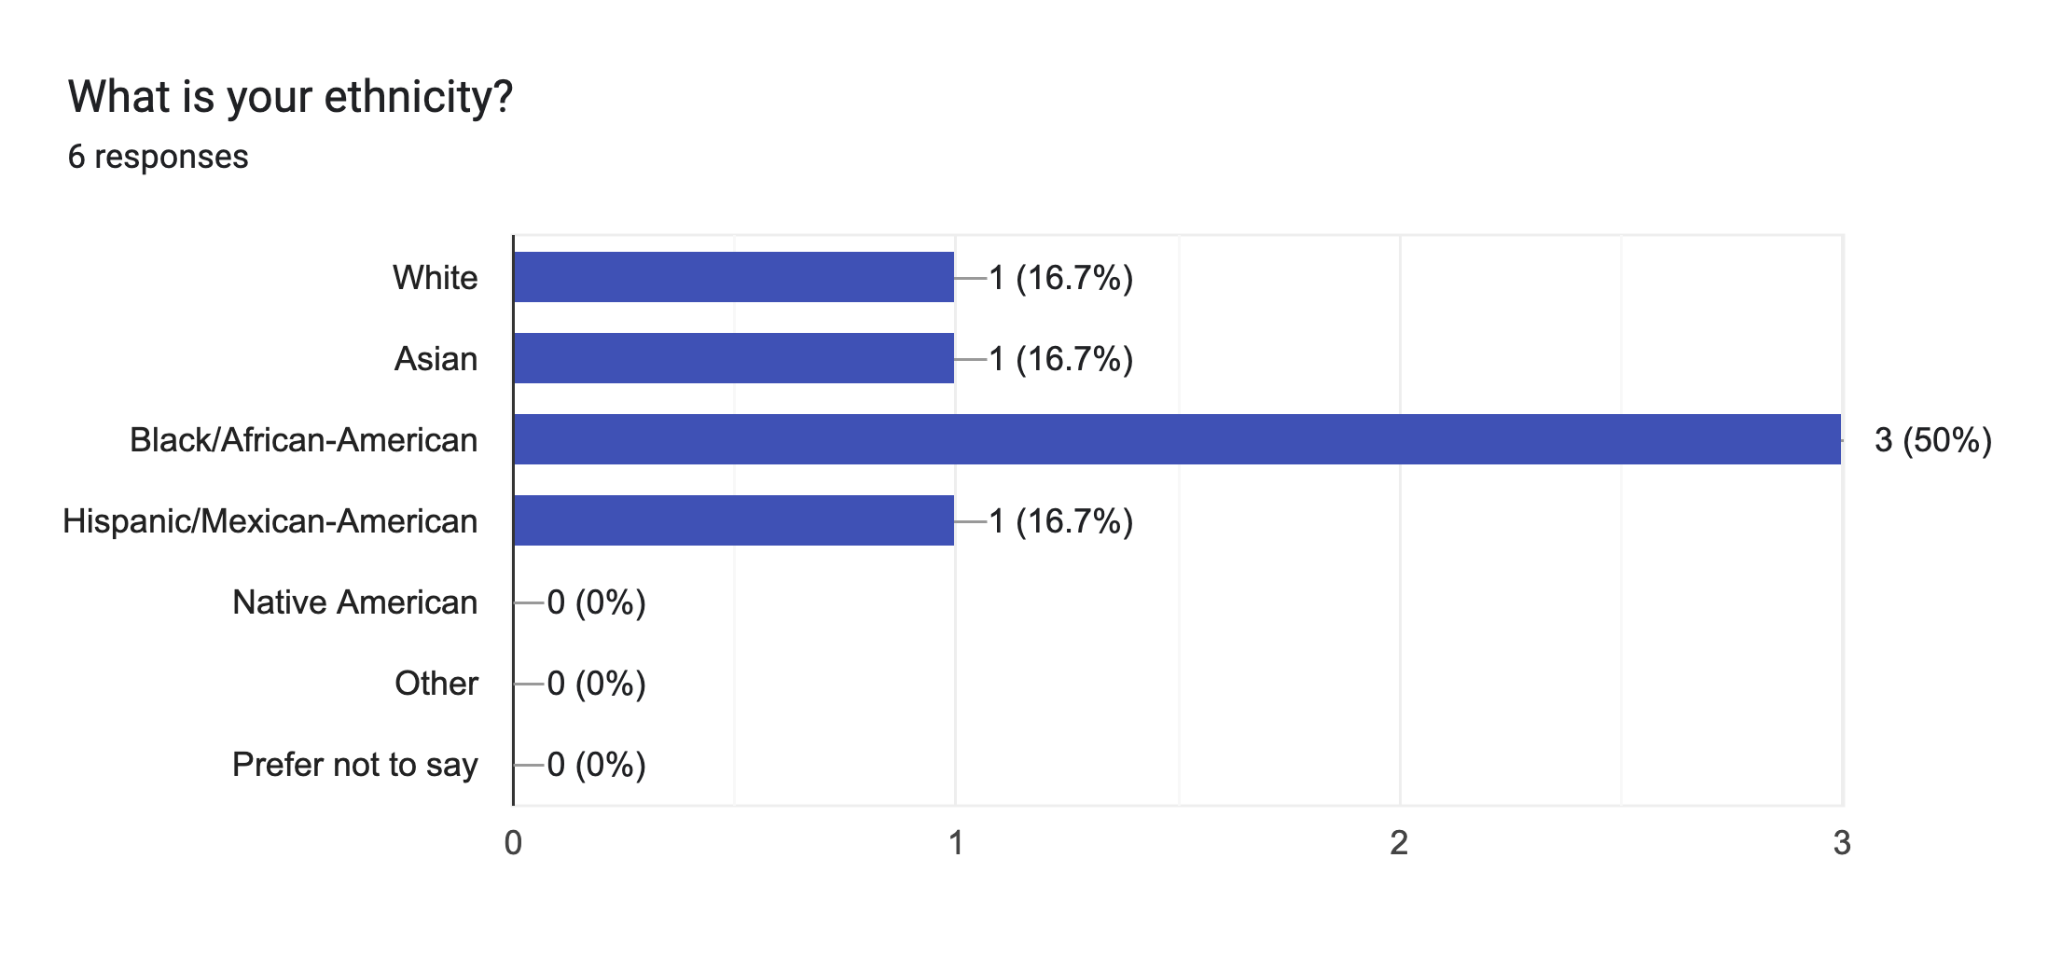 What is your ethnicity?
6 responses
White 1 (16.7%)
Asian 1 (16.7%)
Black/African-American 3 (50%)
Hispanic/Mexican-American 1 (16.7%)
Native American 0 (0%)
Other 0 (0%)
Prefer not to say 0 (0%)
0 1 2 3